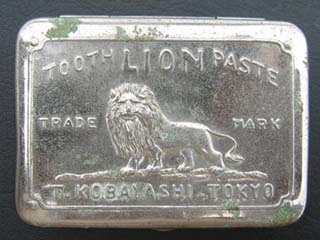 TOOTH LION PASTE
TRADE MARK
T. KOBAYASHI. TOKYO